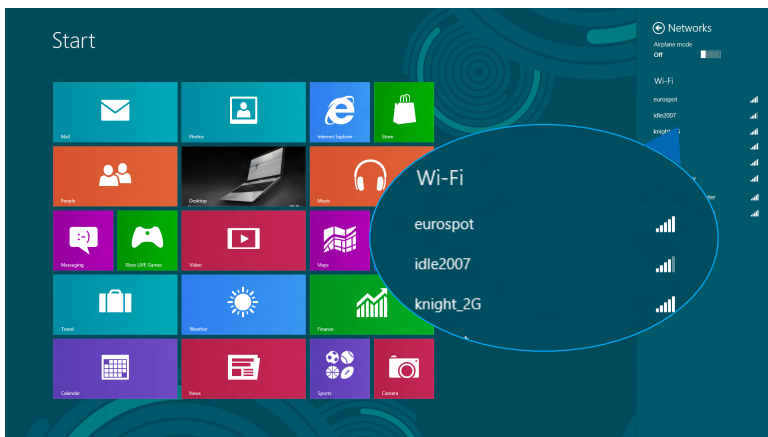 Start
Networks
Airplane mode
Off
Wi-Fi
eurospot
idle2007
Mail
Photos
Internet Explorer
Store
People
Desktop
Music
Wi-Fi
eurospot
idle2007
knight_2G
Messaging
Xbox LIVE Games
Video
Maps
Travel
Weather
Finance
Calendar
News
Sports
Camera